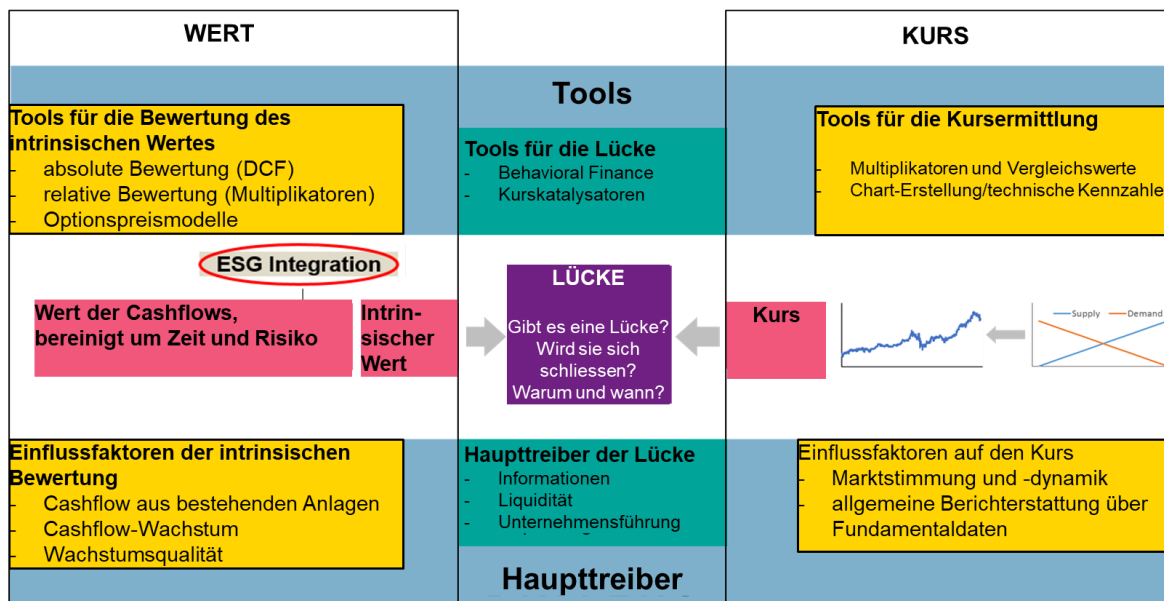 WERT
KURS
Tools
Tools für die Bewertung des
intrinsischen Wertes
- absolute Bewertung (DCF)
- relative Bewertung (Multiplikatoren)
- Optionspreismodelle
Tools für die Lücke
- Behavioral Finance
- Kurskatalysatoren
Tools für die Kursermittlung
- Multiplikatoren und Vergleichswerte
- Chart-Erstellung/technische Kennzahle
ESG Integration
Wert der Cashflows,
bereinigt um Zeit und Risiko
Intrin-
sischer
Wert
LÜCKE
Gibt es eine Lücke?
Wird sie sich
schliessen?
Warum und wann?
Kurs
Supply Demand
Einflussfaktoren der intrinsischen
Bewertung
- Cashflow aus bestehenden Anlagen
- Cashflow-Wachstum
- Wachstumsqualität
Haupttreiber der Lücke
- Informationen
- Liquidität
- Unternehmensführung
Einflussfaktoren auf den Kurs
- Marktstimmung und -dynamik
- allgemeine Berichterstattung über
Fundamentaldaten
Haupttreiber